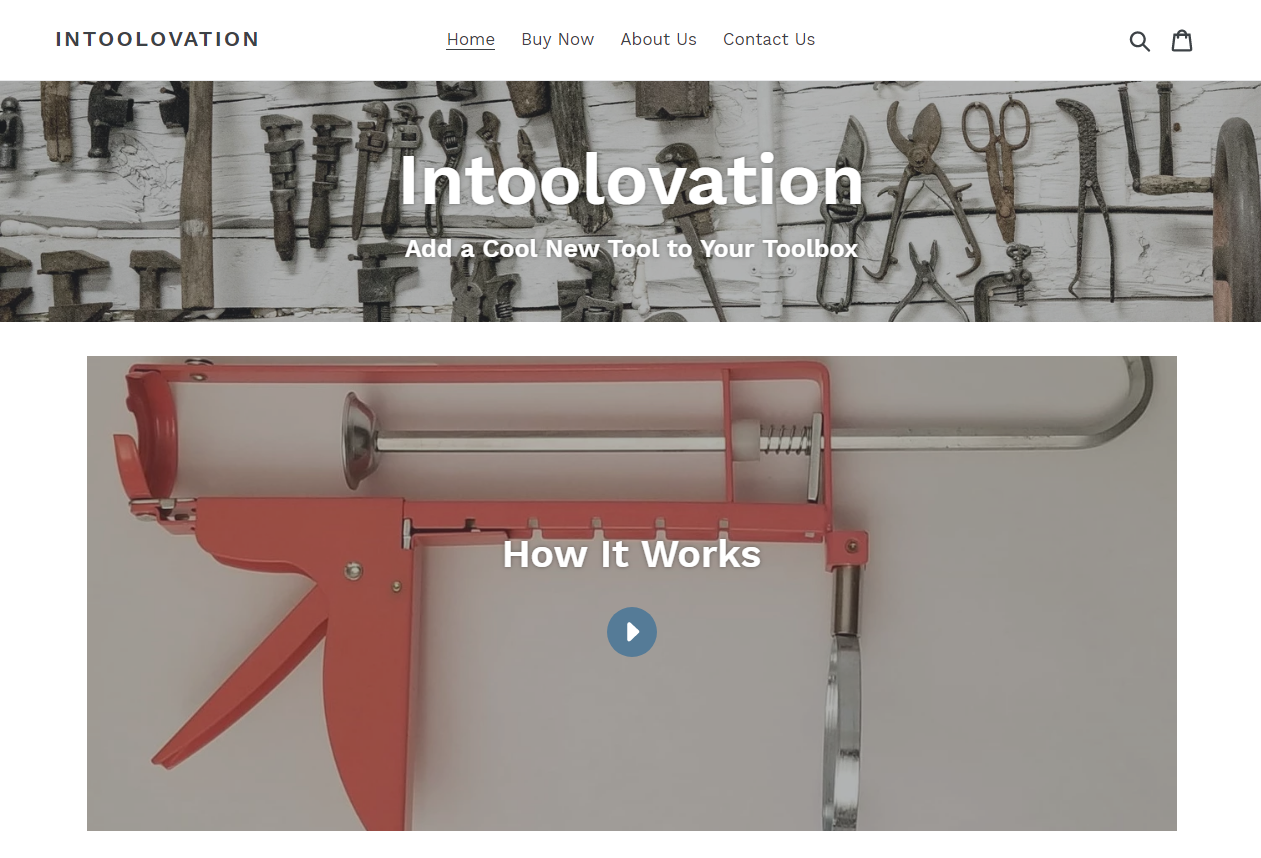 INTOOLOVATION
Home Buy Now About Us Contact Us
Intoolovation
Add a Cool New Tool to Your Toolbox
How It Works